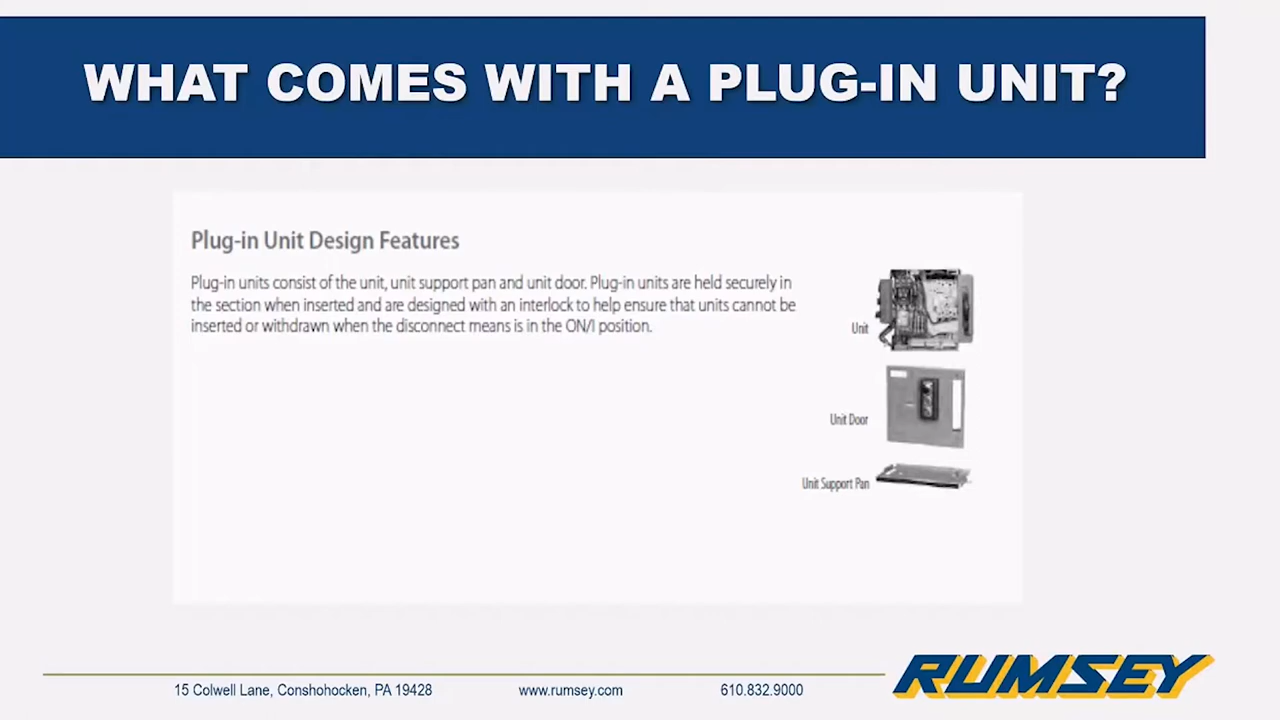 WHAT COMES WITH A PLUG-IN UNIT?
Plug-in Unit Design Features
Plug-in units consist of the unit, unit support pan and unit door. Plug-in units are held securely in
the section when inserted and are designed with an interlock to help ensure that units cannot be
inserted or withdrawn when the disconnect means is in the ON/I position.
Unit
Unit Door
Unit Support Pan
15 Colwell Lane, Conshohocken, PA 19428
www.rumsey.com
610.832.9000
RUMSEY